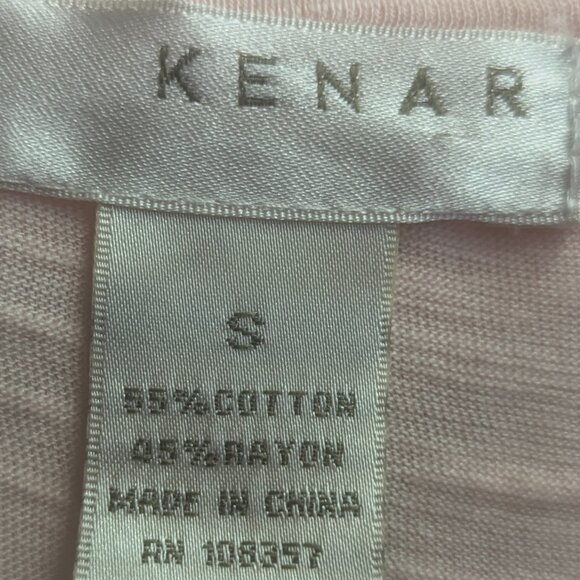 KENAR
S
55% COTTON
45% RAYON
MADE IN CHINA
RN 108357